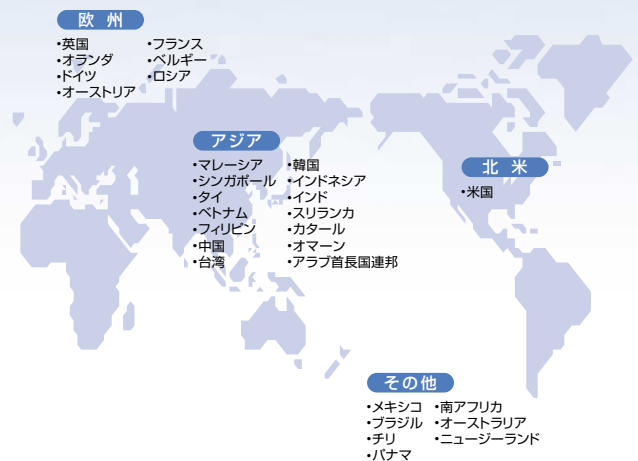 欧 州
・英国 ・フランス
・オランダ ・ベルギー
・ドイツ ・ロシア
・オーストリア
アジア
・マレーシア ・韓国
・シンガポール ・インドネシア
・タイ ・インド
・ベトナム ・スリランカ
・フィリピン ・カタール
・中国 ・オマーン
・台湾 ・アラブ首長国連邦
北 米
・米国
その他
・メキシコ ・南アフリカ
・ブラジル ・オーストラリア
・チリ ・ニュージーランド
・パナマ